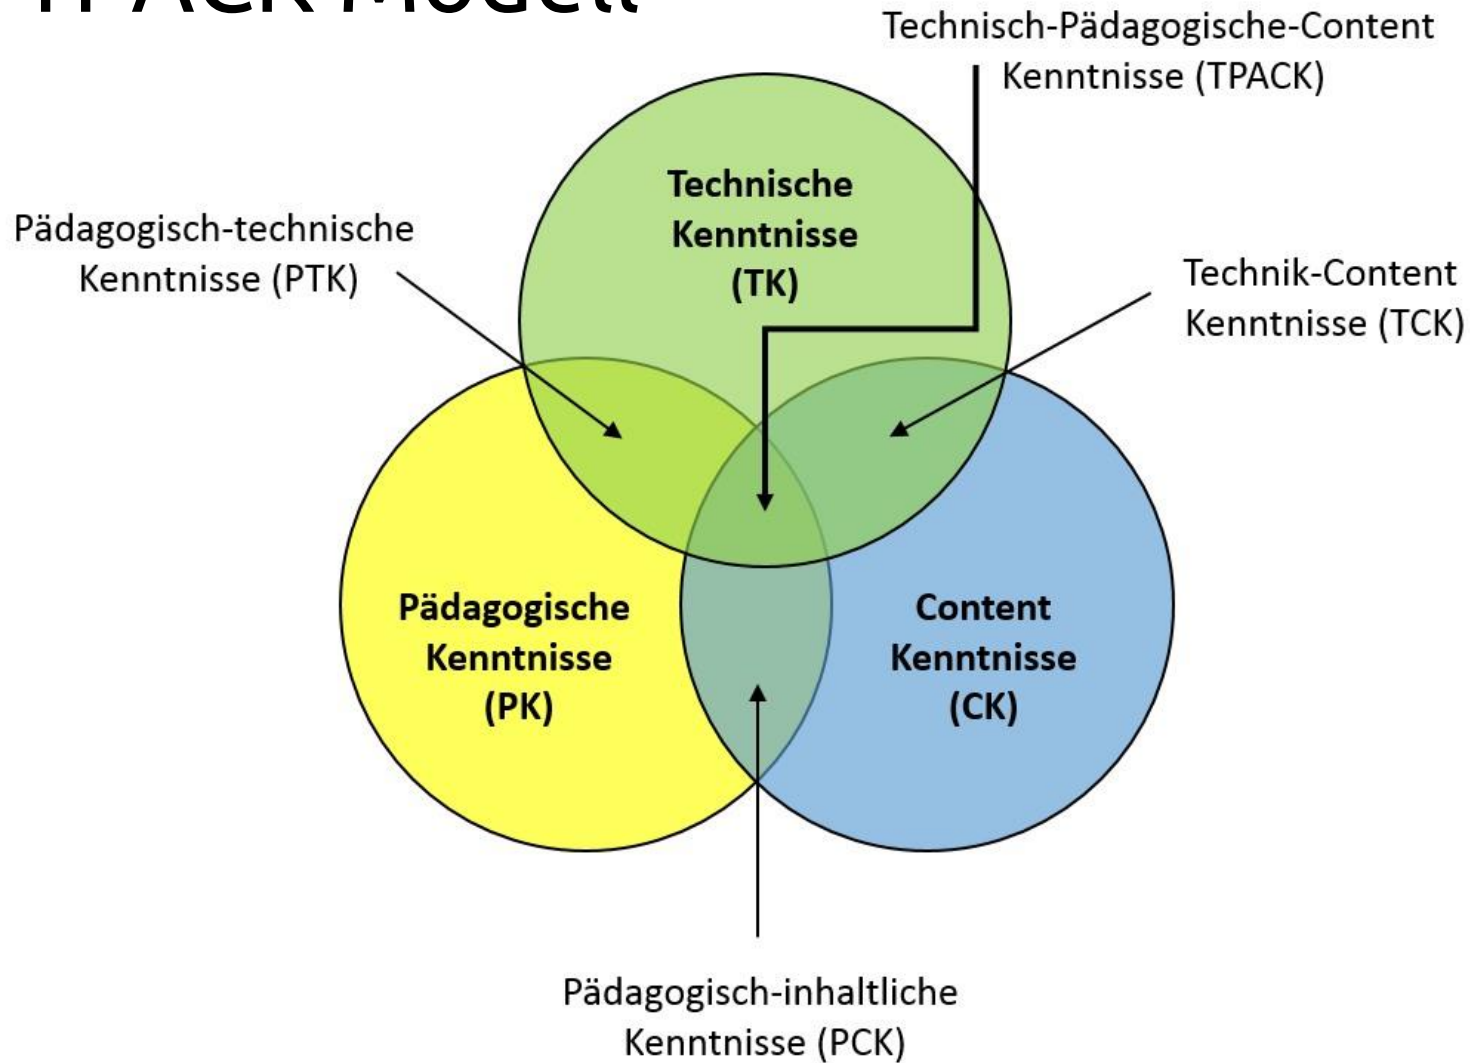 TPACK Modell
Technisch-Pädagogische-Content
Kenntnisse (TPACK)
Technische
Kenntnisse
(TK)
Pädagogisch-technische
Kenntnisse (PTK)
Technik-Content
Kenntnisse (TCK)
Pädagogische
Kenntnisse
(PK)
Content
Kenntnisse
(CK)
Pädagogisch-inhaltliche
Kenntnisse (PCK)